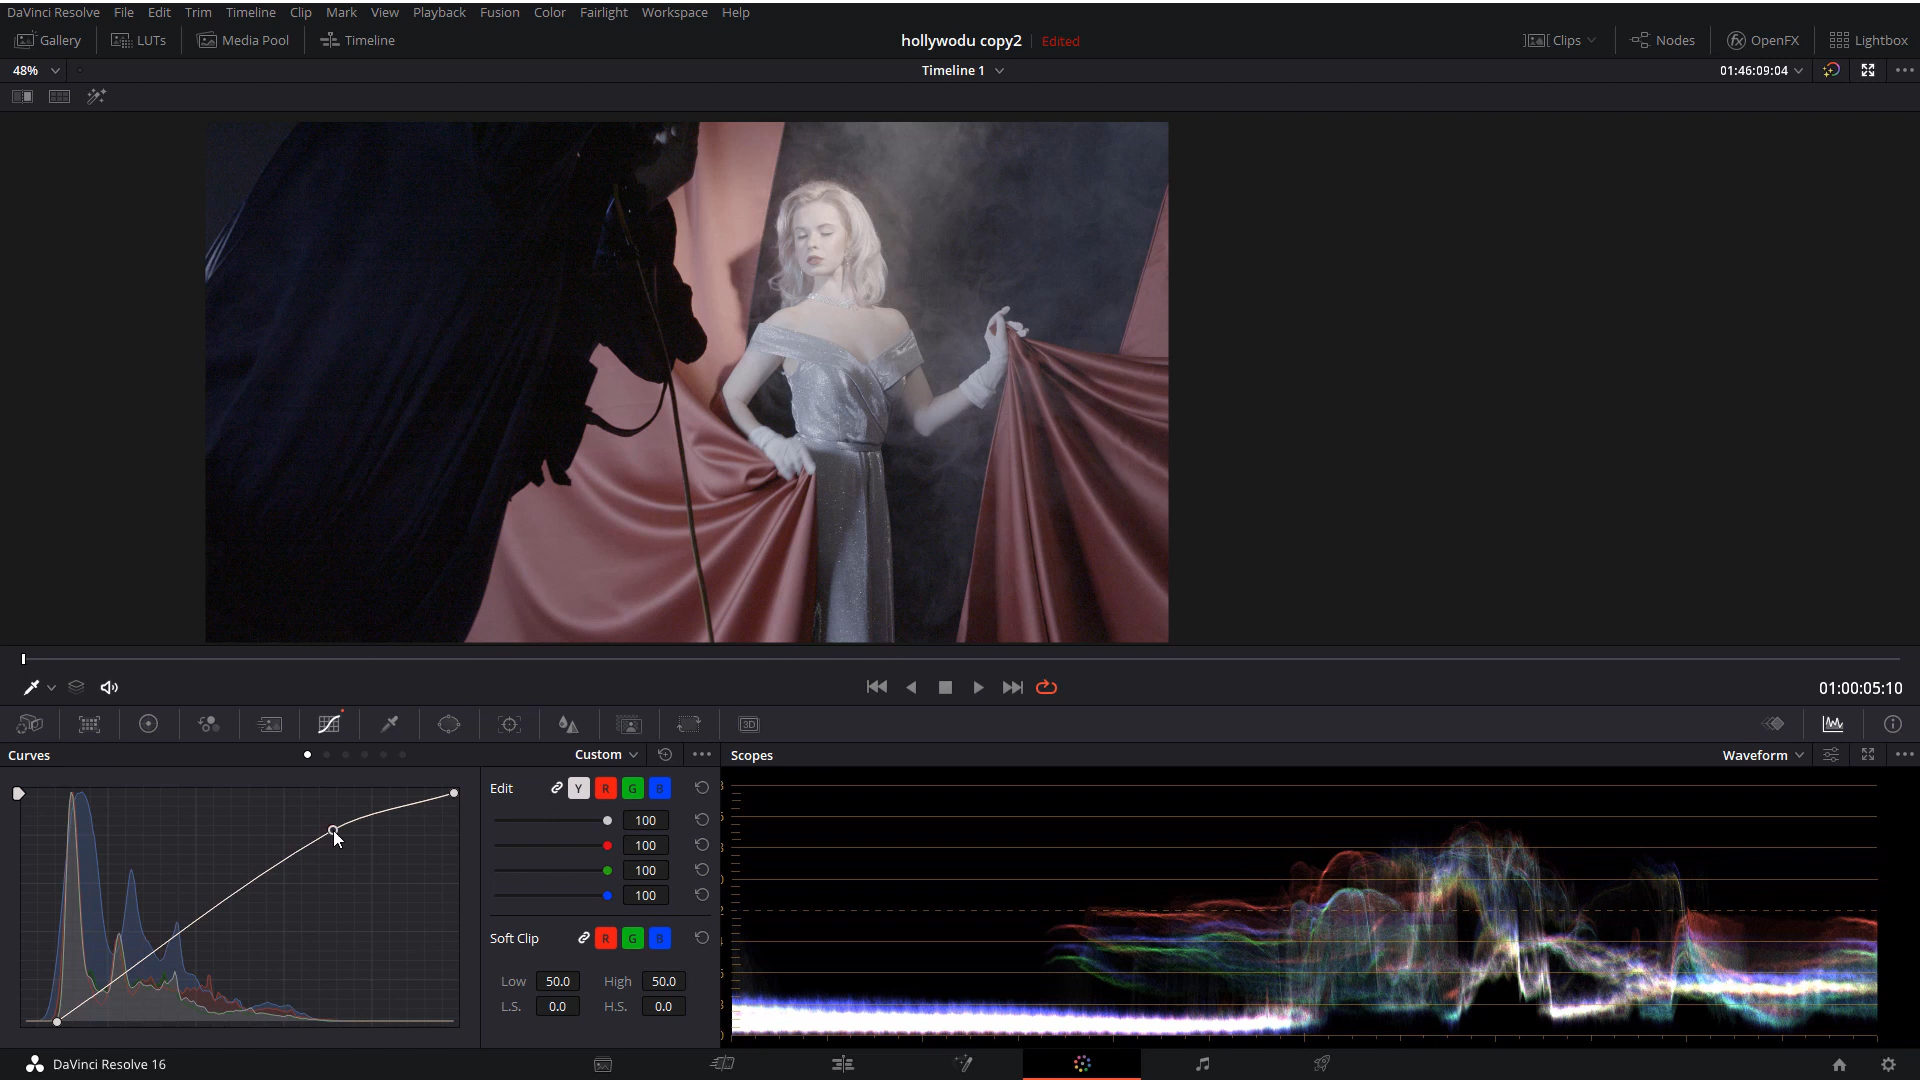 DaVinci Resolve File Edit Trim Timeline Clip Mark View Playback Fusion Color Fairlight Workspace Help
Gallery LUTs Media Pool Timeline hollywodu copy2 Edited Clips Nodes fx OpenFX Lightbox
48% Timeline 1 01:46:09:04
01:00:05:10
3D
Curves Custom Scopes Waveform
Edit Y R G B
100
100
100
100
Soft Clip R G B
Low 50.0 High 50.0
L.S. 0.0 H.S. 0.0
DaVinci Resolve 16